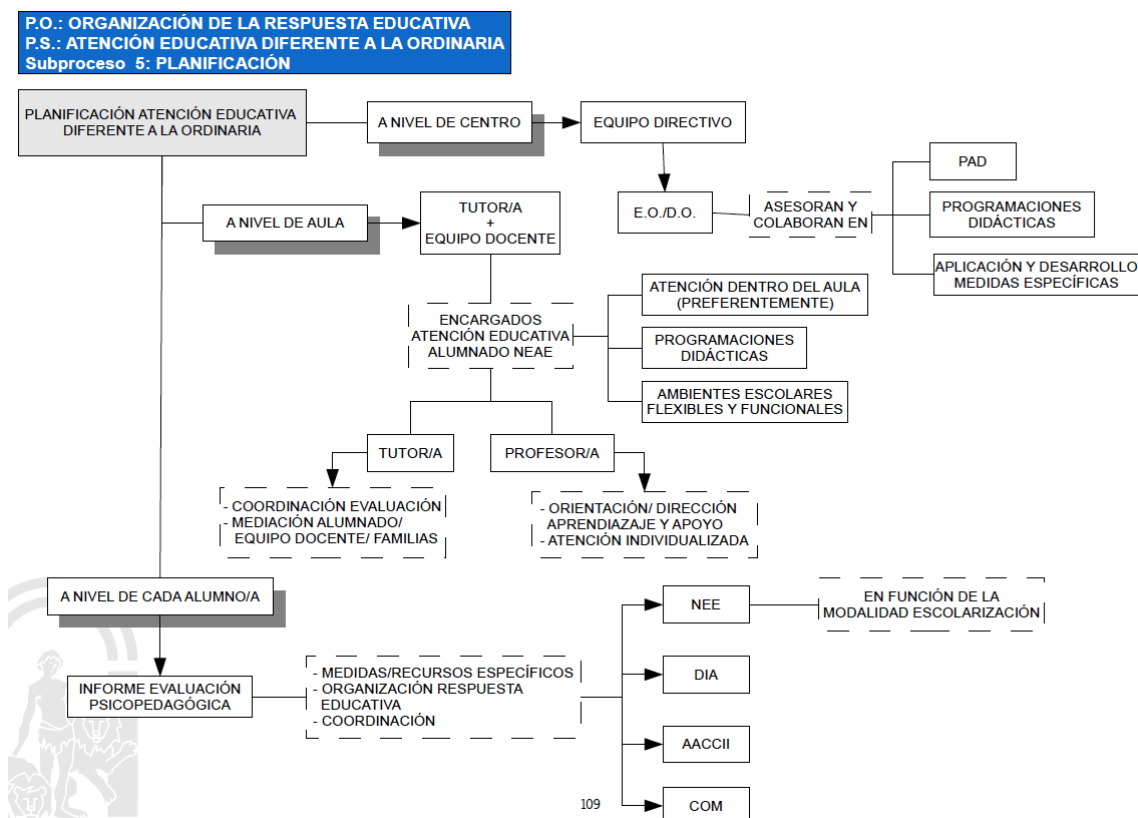 P.O.: ORGANIZACIÓN DE LA RESPUESTA EDUCATIVA
P.S.: ATENCIÓN EDUCATIVA DIFERENTE A LA ORDINARIA
Subproceso 5: PLANIFICACIÓN
PLANIFICACIÓN ATENCIÓN EDUCATIVA
DIFERENTE A LA ORDINARIA
A NIVEL DE CENTRO
EQUIPO DIRECTIVO
E.O./D.O.
ASESORAN Y
COLABORAN EN
PAD
PROGRAMACIONES
DIDÁCTICAS
APLICACIÓN Y DESARROLLO
MEDIDAS ESPECÍFICAS
A NIVEL DE AULA
TUTOR/A
+
EQUIPO DOCENTE
ENCARGADOS
ATENCIÓN EDUCATIVA
ALUMNADO NEAE
ATENCIÓN DENTRO DEL AULA
(PREFERENTEMENTE)
PROGRAMACIONES
DIDÁCTICAS
AMBIENTES ESCOLARES
FLEXIBLES Y FUNCIONALES
TUTOR/A
- COORDINACIÓN EVALUACIÓN
- MEDIACIÓN ALUMNADO/
EQUIPO DOCENTE/ FAMILIAS
PROFESOR/A
- ORIENTACIÓN/ DIRECCIÓN
APRENDIZAJE Y APOYO
- ATENCIÓN INDIVIDUALIZADA
A NIVEL DE CADA ALUMNO/A
INFORME EVALUACIÓN
PSICOPEDAGÓGICA
- MEDIDAS/RECURSOS ESPECÍFICOS
- ORGANIZACIÓN RESPUESTA
EDUCATIVA
- COORDINACIÓN
NEE
EN FUNCIÓN DE LA
MODALIDAD ESCOLARIZACIÓN
DIA
AACCII
COM
109